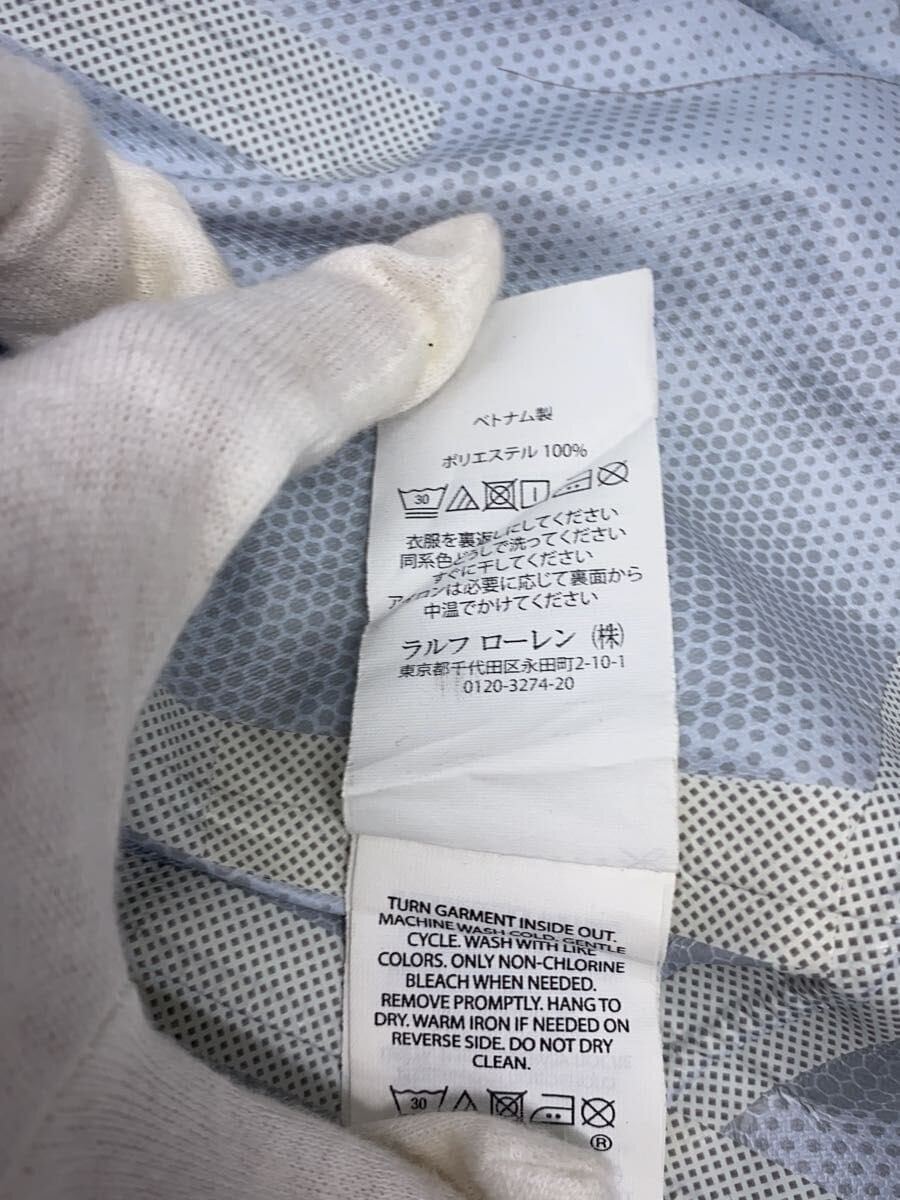 ベトナム製
ポリエステル 100%
30
衣服を裏返しにしてください
同系色どうしで洗ってください
すぐに干してください
アイロンは必要に応じて裏面から
中温でかけてください
ラルフ ローレン（株）
東京都千代田区永田町2-10-1
0120-3274-20
TURN GARMENT INSIDE OUT.
MACHINE WASH COLD, GENTLE
CYCLE. WASH WITH LIKE
COLORS. ONLY NON-CHLORINE
BLEACH WHEN NEEDED.
REMOVE PROMPTLY. HANG TO
DRY. WARM IRON IF NEEDED ON
REVERSE SIDE. DO NOT DRY
CLEAN.
30
®